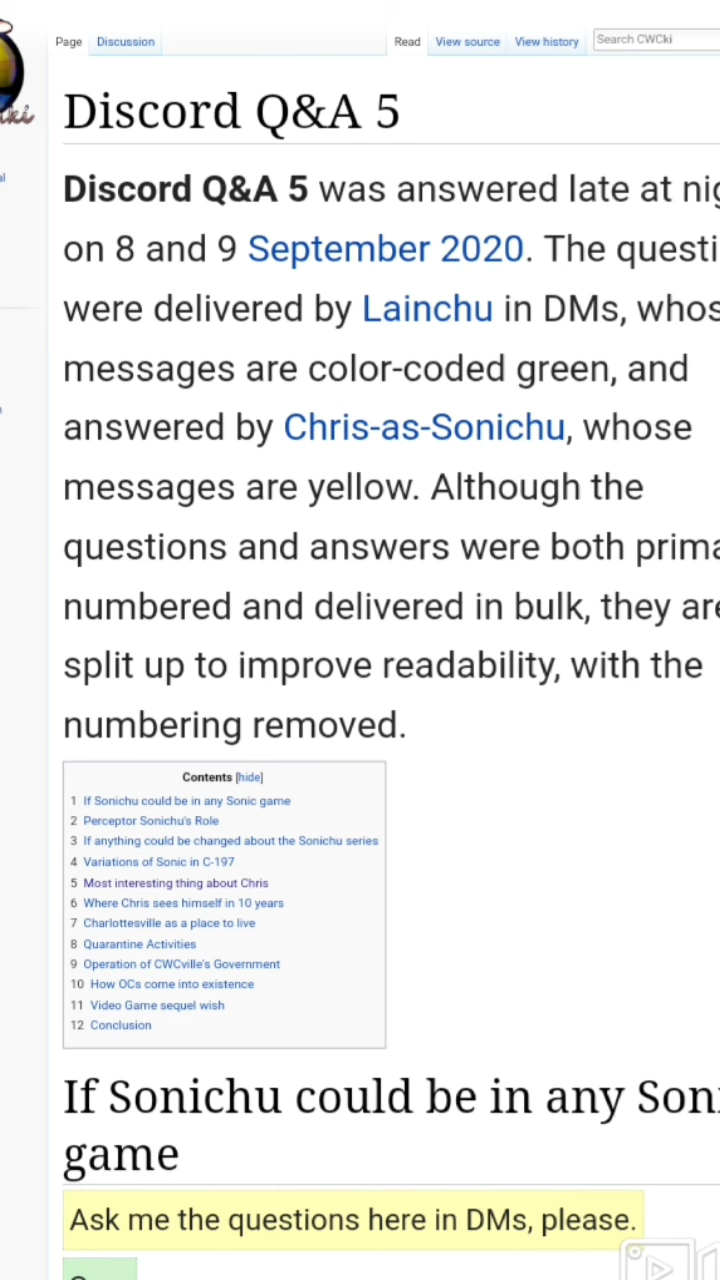 Page Discussion Read View source View history Search CWCki
Discord Q&A 5
Discord Q&A 5 was answered late at
on 8 and 9 September 2020. The
were delivered by Lainchu in DMs,
messages are color-coded green, and
answered by Chris-as-Sonichu, whose
messages are yellow. Although the
questions and answers were both
numbered and delivered in bulk, they
split up to improve readability, with the
numbering removed.
Contents [hide]
1 If Sonichu could be in any Sonic game
2 Perceptor Sonichu's Role
3 If anything could be changed about the Sonichu series
4 Variations of Sonic in C-197
5 Most interesting thing about Chris
6 Where Chris sees himself in 10 years
7 Charlottesville as a place to live
8 Quarantine Activities
9 Operation of CWCville's Government
10 How OCs come into existence
11 Video Game sequel wish
12 Conclusion
If Sonichu could be in any
game
Ask me the questions here in DMs, please.